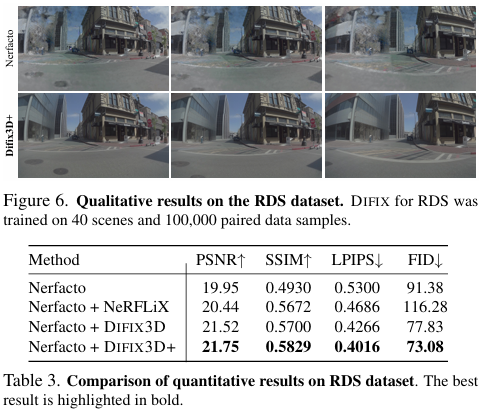 Nerfacto
Difix3D+
Figure 6. Qualitative results on the RDS dataset. DIFIX for RDS was
trained on 40 scenes and 100,000 paired data samples.
Method PSNR↑ SSIM↑ LPIPS↓ FID↓
Nerfacto 19.95 0.4930 0.5300 91.38
Nerfacto + NeRFLiX 20.44 0.5672 0.4686 116.28
Nerfacto + DIFIX3D 21.52 0.5700 0.4266 77.83
Nerfacto + DIFIX3D+ 21.75 0.5829 0.4016 73.08
Table 3. Comparison of quantitative results on RDS dataset. The best
result is highlighted in bold.